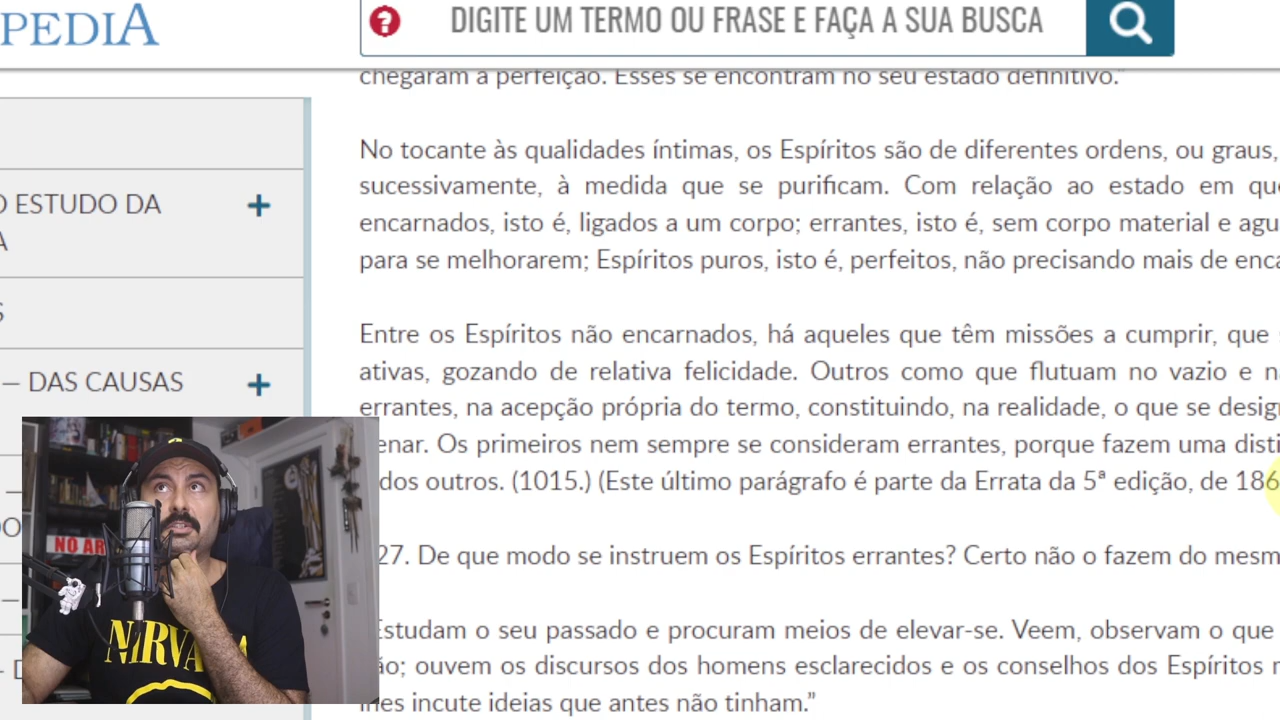 PEDIA
DIGITE UM TERMO OU FRASE E FAÇA A SUA BUSCA
O ESTUDO DA
A
S
— DAS CAUSAS
—
DO
—
chegaram à perfeição. Esses se encontram no seu estado definitivo.”
No tocante às qualidades íntimas, os Espíritos são de diferentes ordens, ou graus,
sucessivamente, à medida que se purificam. Com relação ao estado em que
encarnados, isto é, ligados a um corpo; errantes, isto é, sem corpo material e agu
para se melhorarem; Espíritos puros, isto é, perfeitos, não precisando mais de enca
Entre os Espíritos não encarnados, há aqueles que têm missões a cumprir, que s
ativas, gozando de relativa felicidade. Outros como que flutuam no vazio e na
errantes, na acepção própria do termo, constituindo, na realidade, o que se design
enar. Os primeiros nem sempre se consideram errantes, porque fazem uma disti
dos outros. (1015.) (Este último parágrafo é parte da Errata da 5ª edição, de 186
27. De que modo se instruem os Espíritos errantes? Certo não o fazem do mesm
Estudam o seu passado e procuram meios de elevar-se. Veem, observam o que
ão; ouvem os discursos dos homens esclarecidos e os conselhos dos Espíritos m
lhes incute ideias que antes não tinham.”
NO AR
NIRVANA